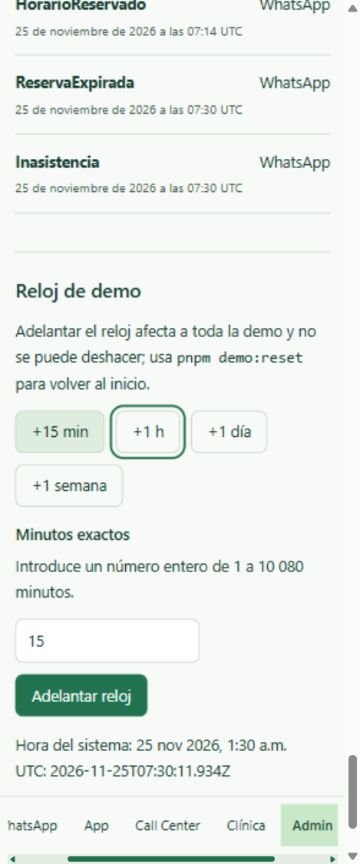 HorarioReservado WhatsApp
25 de noviembre de 2026 a las 07:14 UTC
ReservaExpirada WhatsApp
25 de noviembre de 2026 a las 07:30 UTC
Inasistencia WhatsApp
25 de noviembre de 2026 a las 07:30 UTC
Reloj de demo
Adelantar el reloj afecta a toda la demo y no
se puede deshacer; usa pnpm demo:reset
para volver al inicio.
+15 min +1 h +1 día
+1 semana
Minutos exactos
Introduce un número entero de 1 a 10 080
minutos.
15
Adelantar reloj
Hora del sistema: 25 nov 2026, 1:30 a.m.
UTC: 2026-11-25T07:30:11.934Z
hatsApp App Call Center Clínica Admin